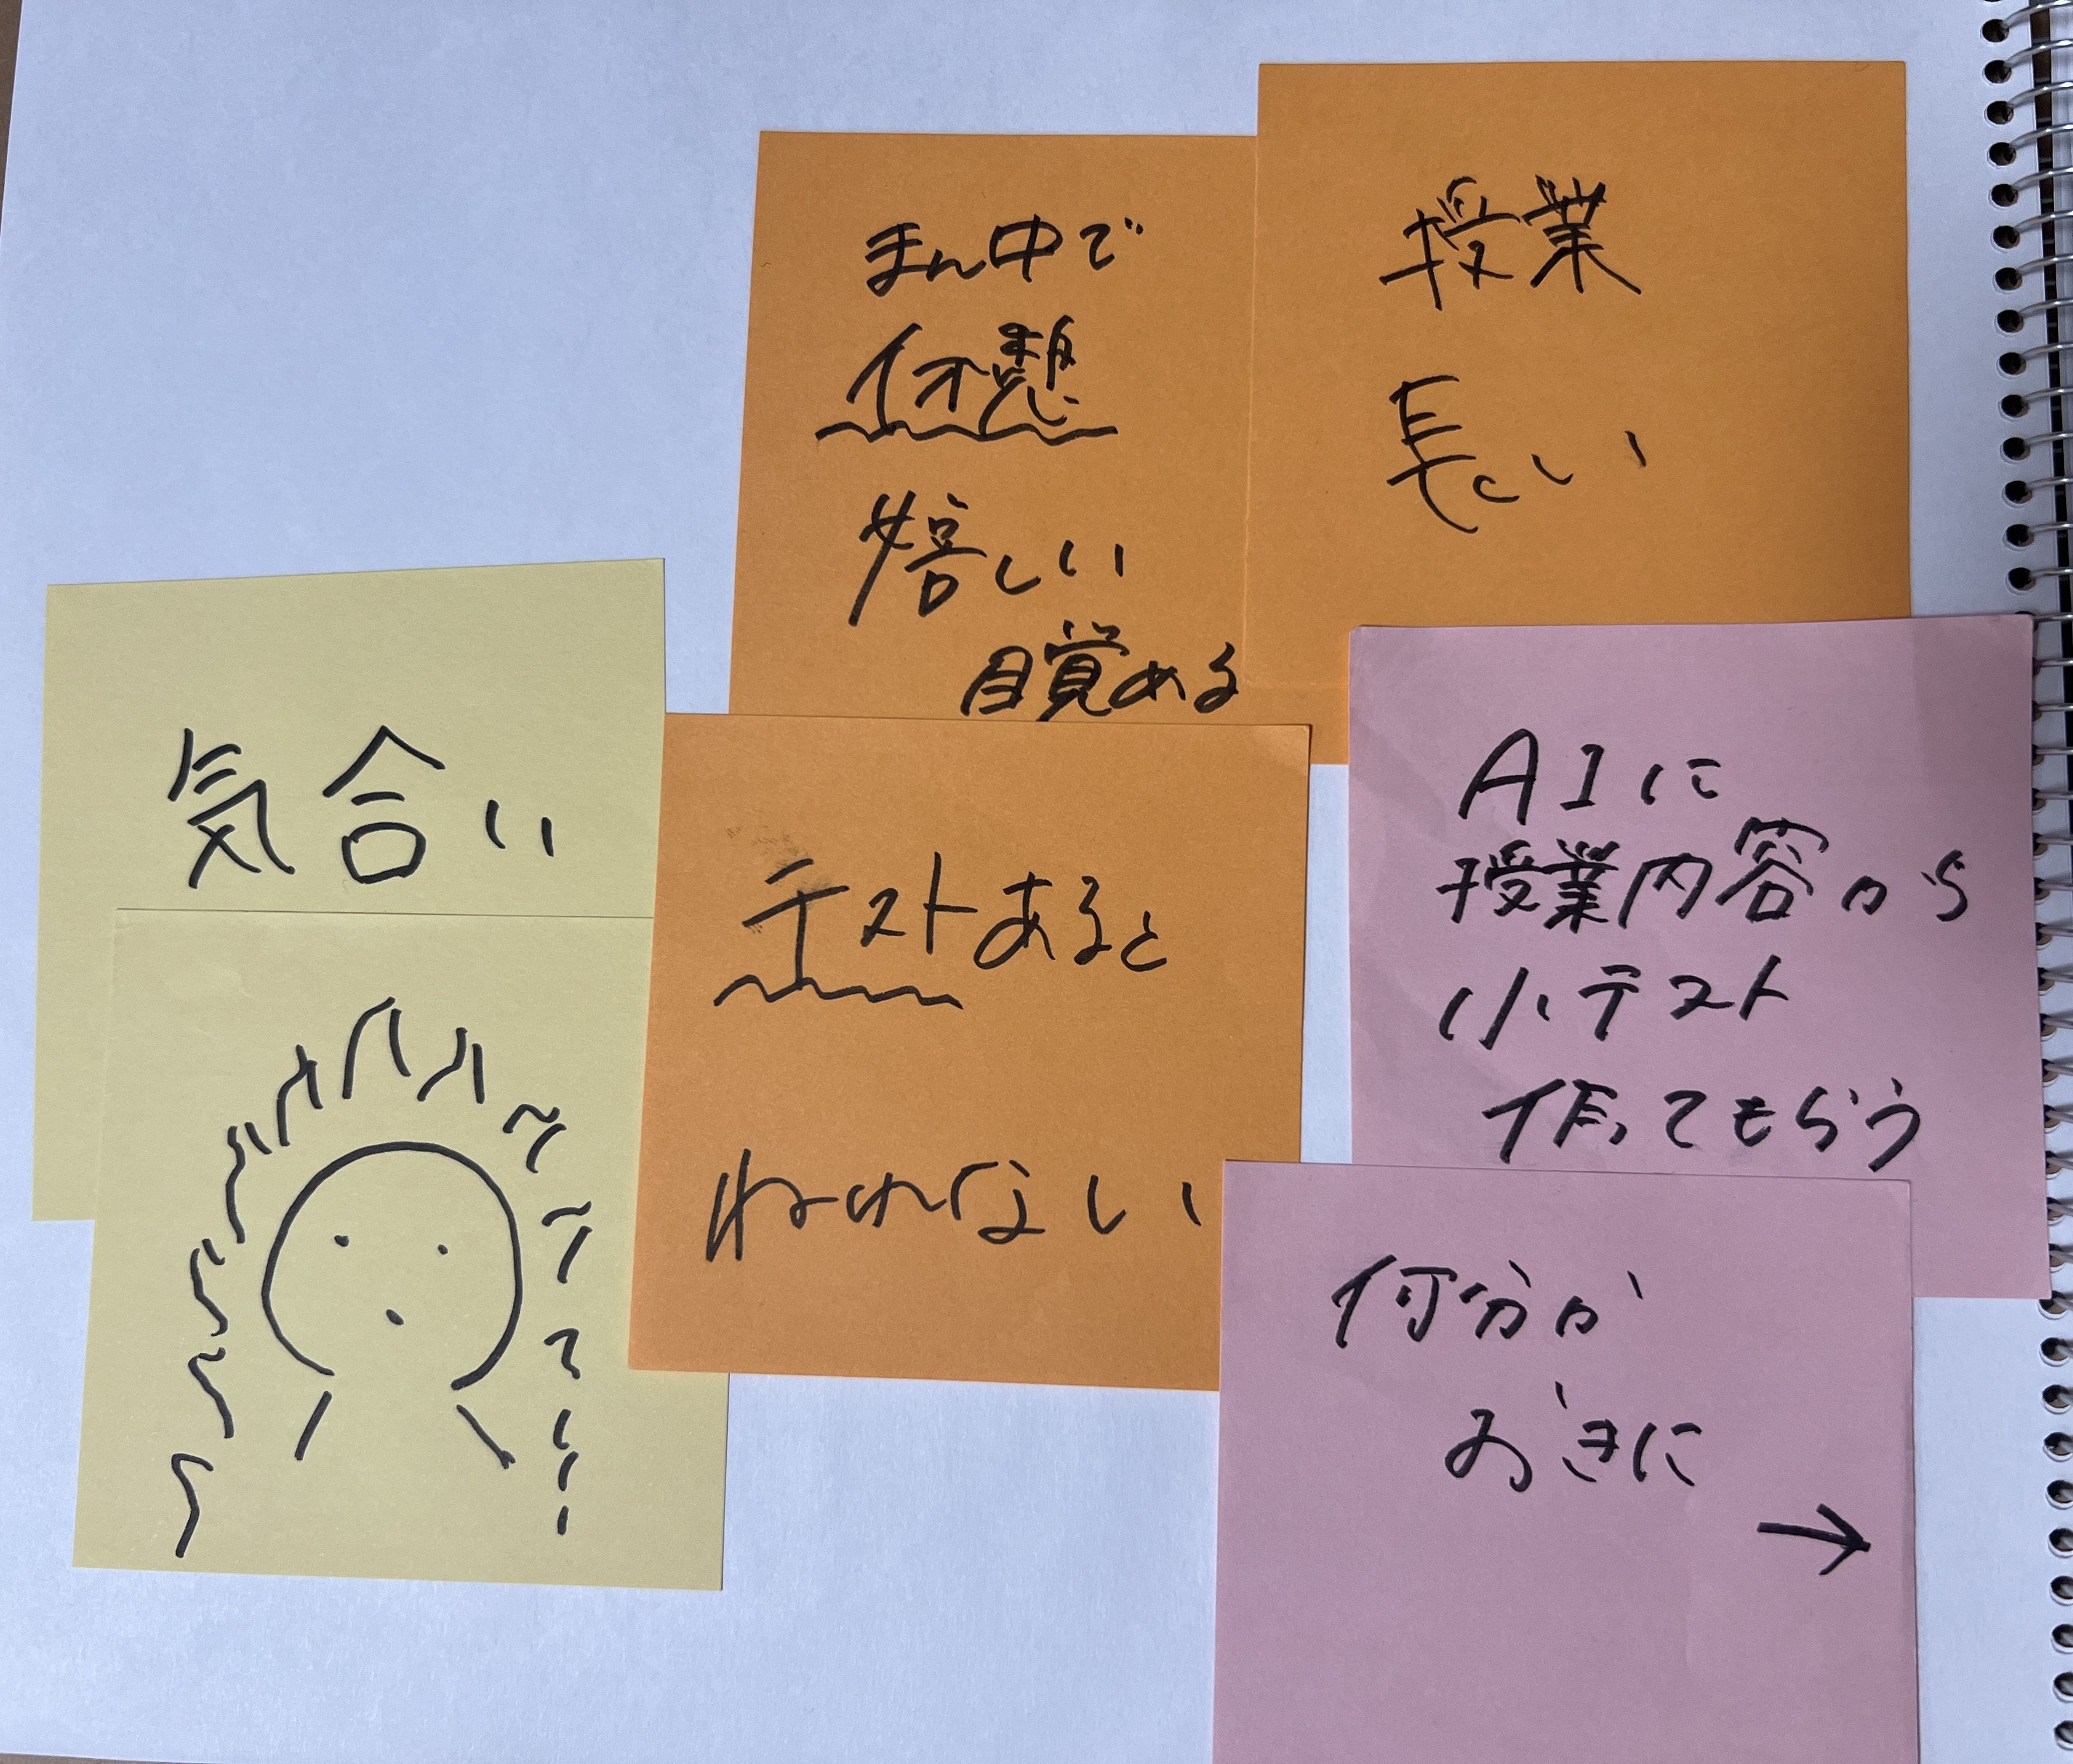 授業
長い
まん中で
休憩
嬉しい
目覚める
気合い
テストあると
ねれない
AIに
授業内容から
小テスト
作ってもらう
何分か
おきに
→